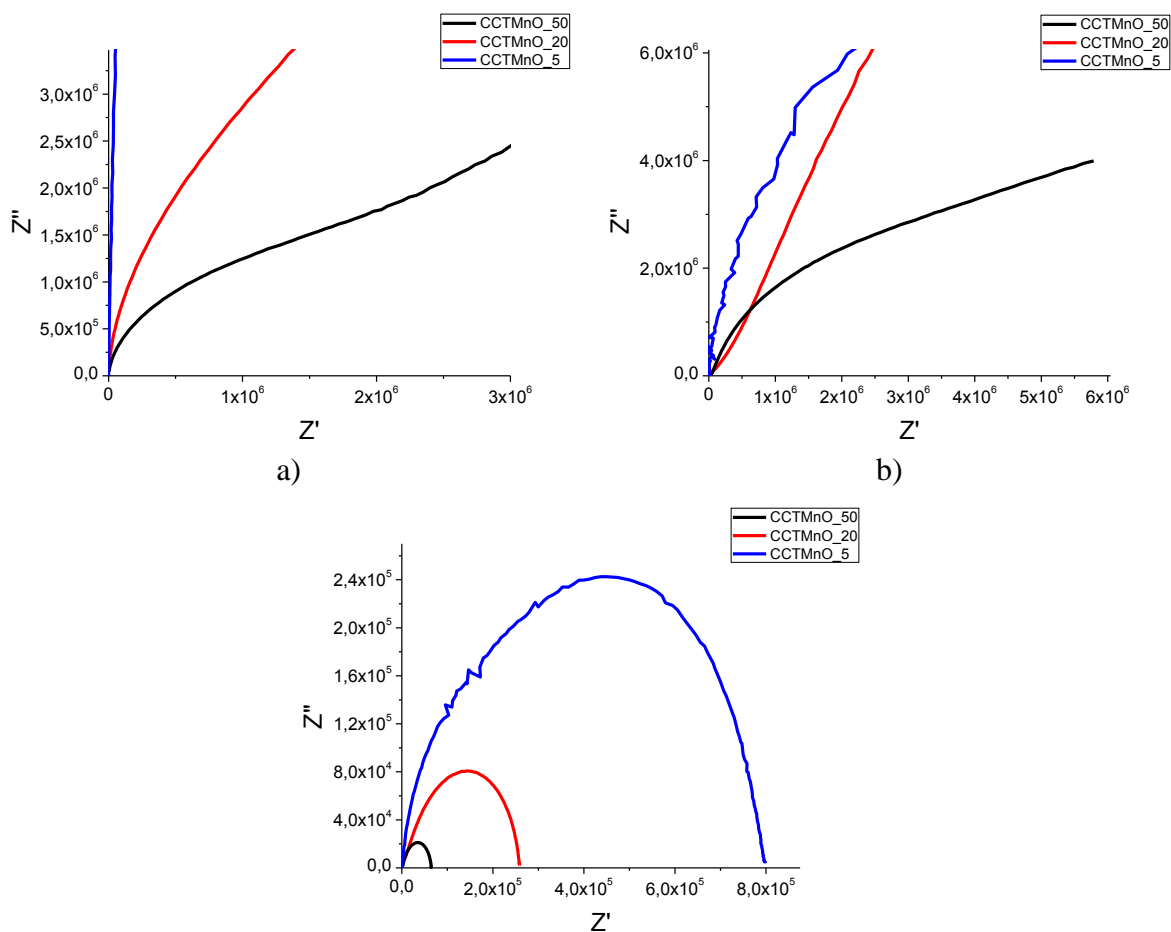 CCTMnO_50
CCTMnO_20
CCTMnO_5
3,0x10⁶
2,5x10⁶
2,0x10⁶
1,5x10⁶
1,0x10⁶
5,0x10⁵
0,0
Z''
0 1x10⁶ 2x10⁶ 3x10⁶
Z'
a)
CCTMnO_50
CCTMnO_20
CCTMnO_5
6,0x10⁶
4,0x10⁶
2,0x10⁶
0,0
Z''
0 1x10⁶ 2x10⁶ 3x10⁶ 4x10⁶ 5x10⁶ 6x10⁶
Z'
b)
CCTMnO_50
CCTMnO_20
CCTMnO_5
2,4x10⁵
2,0x10⁵
1,6x10⁵
1,2x10⁵
8,0x10⁴
4,0x10⁴
0,0
Z''
0,0 2,0x10⁵ 4,0x10⁵ 6,0x10⁵ 8,0x10⁵
Z'